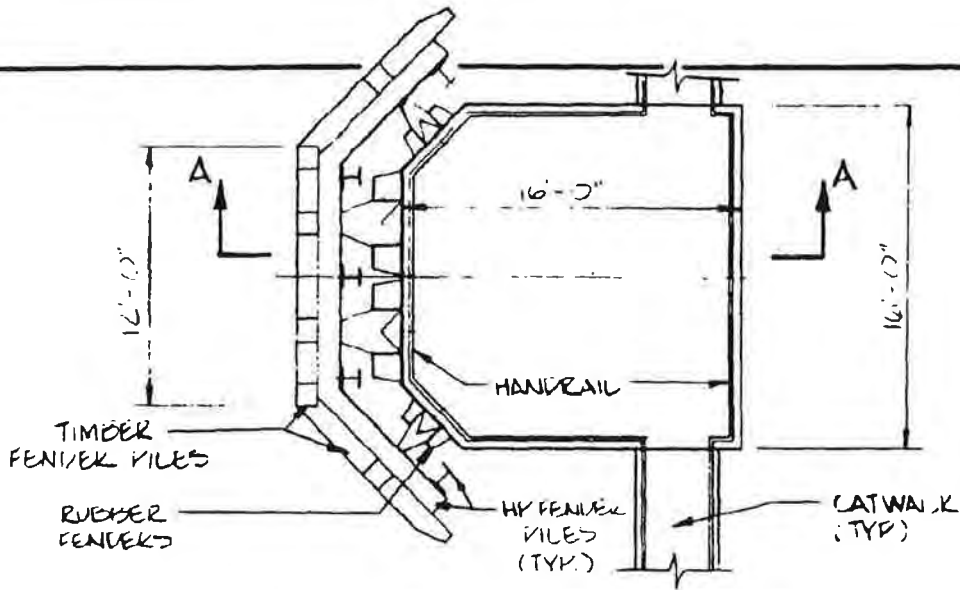 A
A
16'-0"
12'-0"
16'-0"
HANDRAIL
TIMBER
FENDER PILES
RUBBER
FENDERS
HP FENDER
PILES
(TYP.)
CATWALK
(TYP)